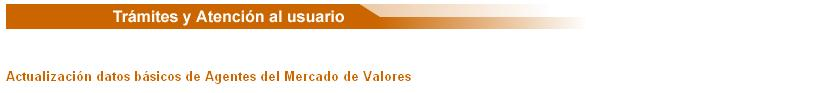 Trámites y Atención al usuario
Actualización datos básicos de Agentes del Mercado de Valores